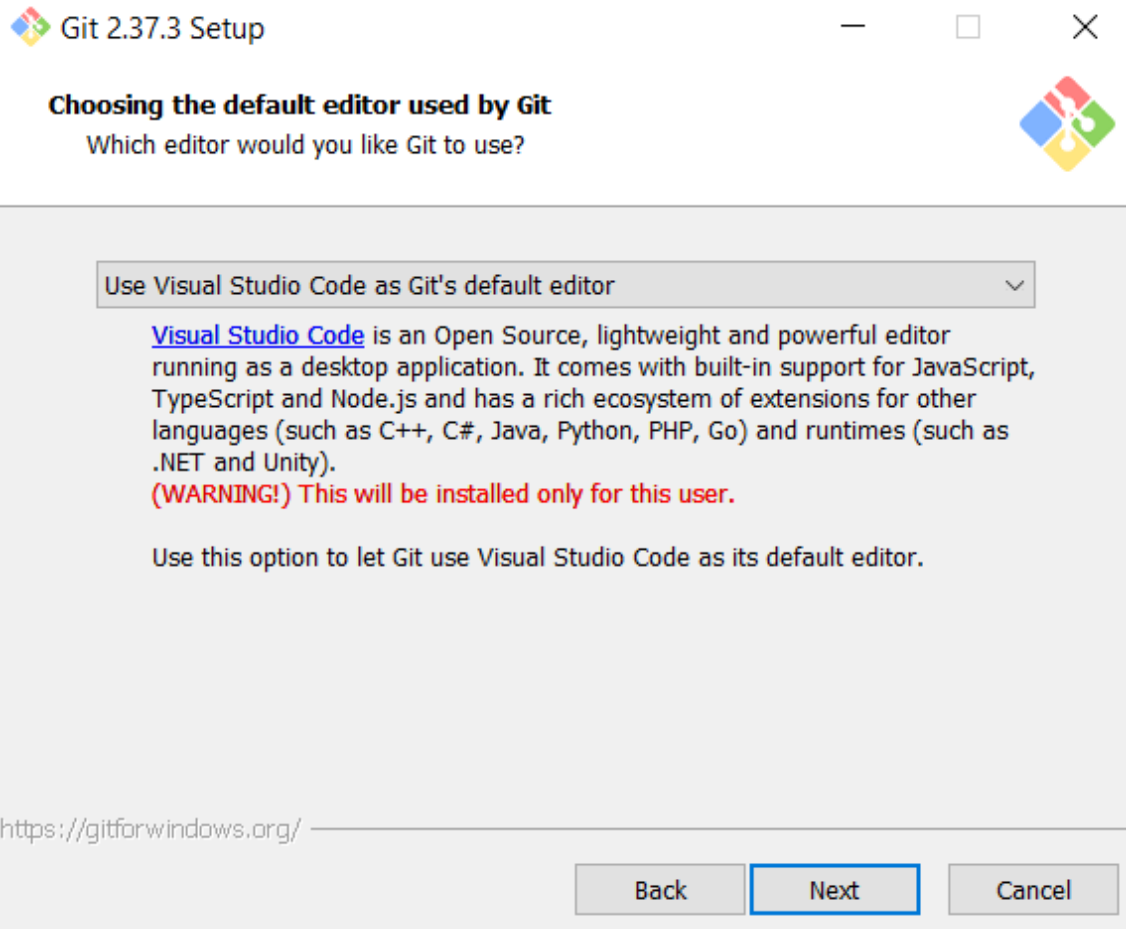 Git 2.37.3 Setup
Choosing the default editor used by Git
Which editor would you like Git to use?
Use Visual Studio Code as Git's default editor
Visual Studio Code is an Open Source, lightweight and powerful editor
running as a desktop application. It comes with built-in support for JavaScript,
TypeScript and Node.js and has a rich ecosystem of extensions for other
languages (such as C++, C#, Java, Python, PHP, Go) and runtimes (such as
.NET and Unity).
(WARNING!) This will be installed only for this user.
Use this option to let Git use Visual Studio Code as its default editor.
https://gitforwindows.org/
Back Next Cancel